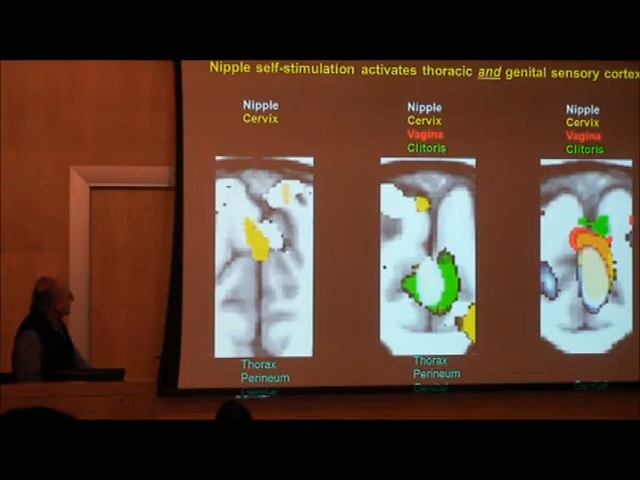 Nipple self-stimulation activates thoracic and genital sensory cortex
Nipple
Cervix
Nipple
Cervix
Vagina
Clitoris
Nipple
Cervix
Vagina
Clitoris
Thorax
Perineum
Thorax
Perineum